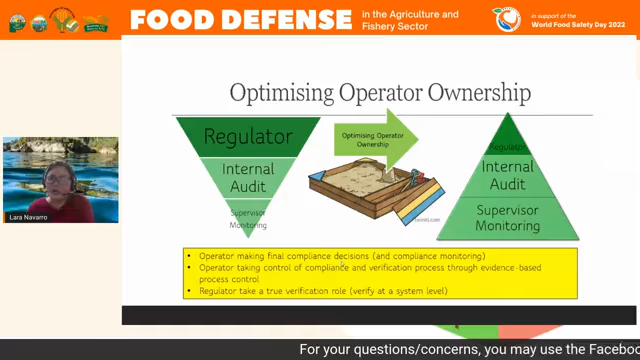 FOOD DEFENSE
in the Agriculture and
Fishery Sector
in support of the
World Food Safety Day 2022
Optimising Operator Ownership
Regulator
Internal
Audit
Supervisor
Monitoring
Optimising Operator
Ownership
Regulator
Internal
Audit
Supervisor
Monitoring
Lara Navarro
• Operator making final compliance decisions (and compliance monitoring)
• Operator taking control of compliance and verification process through evidence-based
process control
• Regulator take a true verification role (verify at a system level)
For your questions/concerns, you may use the Faceboo